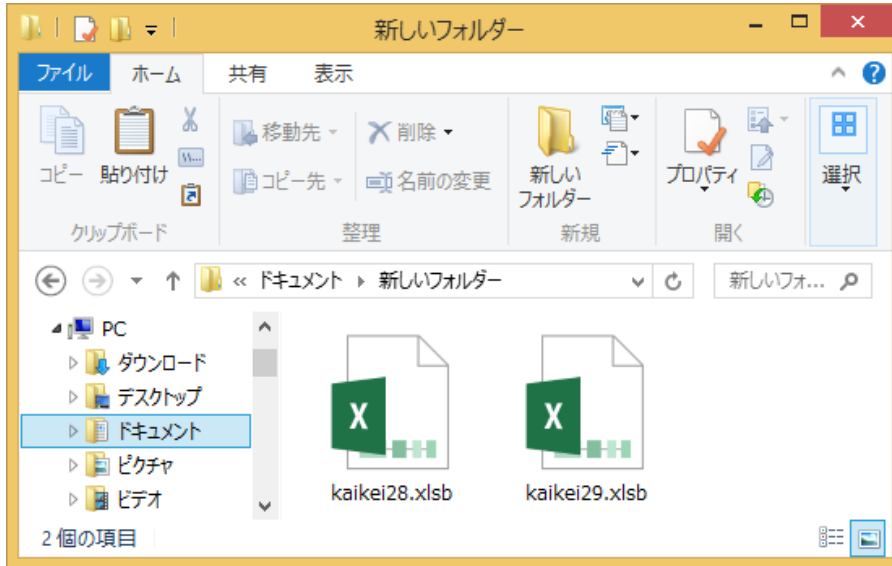 新しいフォルダー
ファイル ホーム 共有 表示
コピー 貼り付け
移動先 削除
コピー先 名前の変更
新しい
フォルダー
プロパティ
選択
クリップボード 整理 新規 開く
« ドキュメント 新しいフォルダー
新しいフォ...
PC
ダウンロード
デスクトップ
ドキュメント
ピクチャ
ビデオ
X
X
kaikei28.xlsb kaikei29.xlsb
2 個の項目